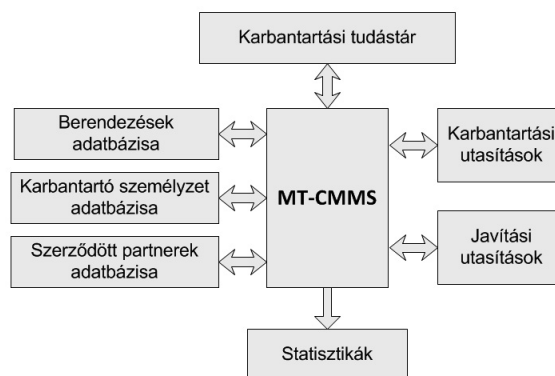 Karbantartási tudástár
Berendezések
adatbázisa
Karbantartó személyzet
adatbázisa
Szerződött partnerek
adatbázisa
MT-CMMS
Karbantartási
utasítások
Javítási
utasítások
Statisztikák